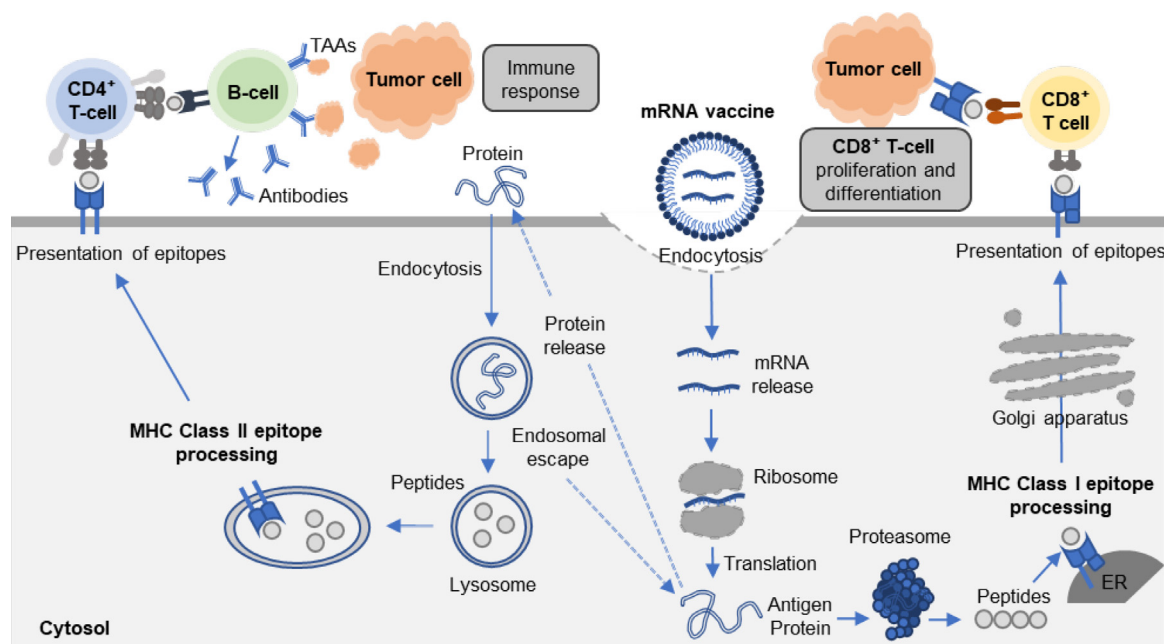 TAAs
CD4⁺
T-cell
B-cell
Tumor cell
Immune
response
Antibodies
Protein
mRNA vaccine
Tumor cell
CD8⁺
T cell
CD8⁺ T-cell
proliferation and
differentiation
Presentation of epitopes
Endocytosis
Endocytosis
Presentation of epitopes
Protein
release
mRNA
release
Golgi apparatus
MHC Class II epitope
processing
Endosomal
escape
Peptides
Lysosome
Ribosome
Translation
MHC Class I epitope
processing
Proteasome
Antigen
Protein
Peptides
ER
Cytosol